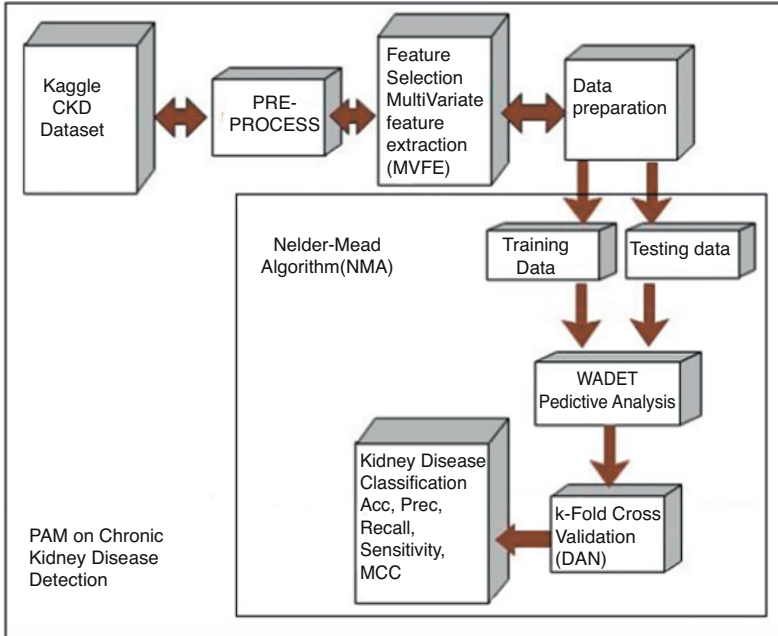 Kaggle
CKD
Dataset
PRE-
PROCESS
Feature
Selection
MultiVariate
feature
extraction
(MVFE)
Data
preparation
Nelder-Mead
Algorithm(NMA)
Training
Data
Testing data
WADET
Pedictive Analysis
Kidney Disease
Classification
Acc, Prec,
Recall,
Sensitivity,
MCC
k-Fold Cross
Validation
(DAN)
PAM on Chronic
Kidney Disease
Detection